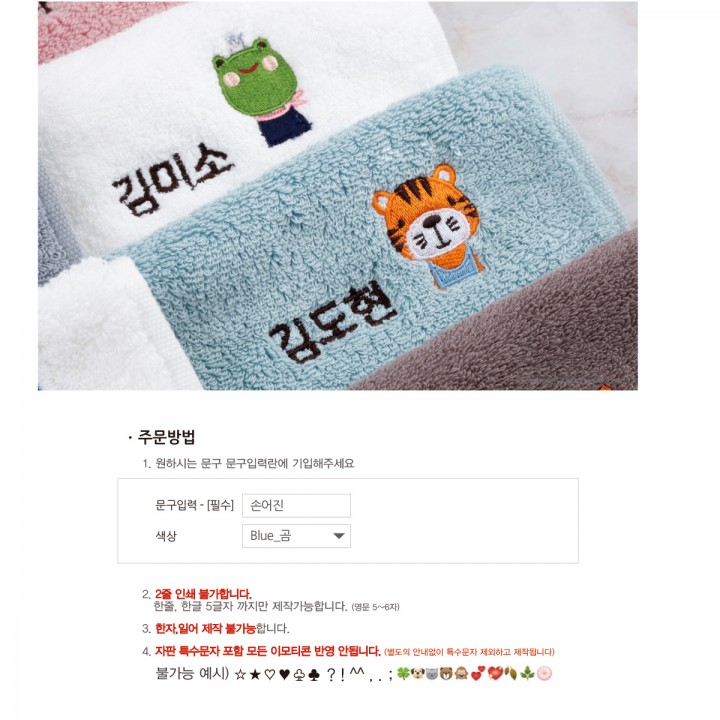 김미소
김도현
· 주문방법
1. 원하시는 문구 문구입력란에 기입해주세요
문구입력 - [필수] 손어진
색상 Blue_곰
2. 2줄 인쇄 불가합니다.
한줄, 한글 5글자 까지만 제작가능합니다. (영문 5~6자)
3. 한자,일어 제작 불가능합니다.
4. 자판 특수문자 포함 모든 이모티콘 반영 안됩니다. (별도의 안내없이 특수문자 제외하고 제작됩니다)
불가능 예시) ☆★♡♥♧♣ ?!^^ , . ; 🍀🐶🐺🐻🙊💕💖🍂🌴🌸